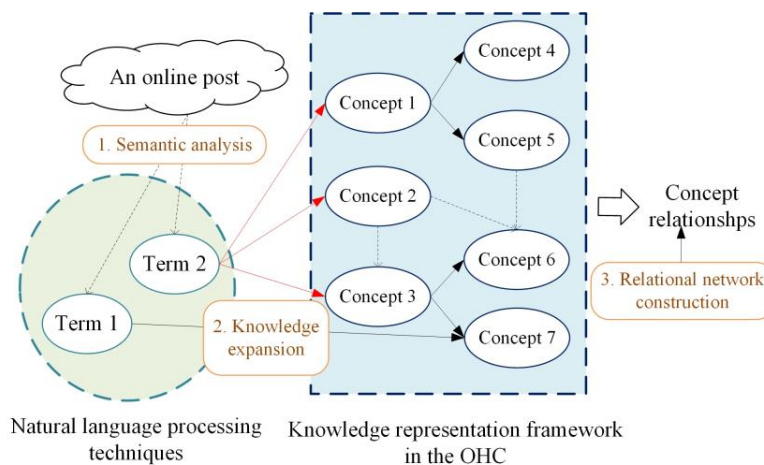 An online post
1. Semantic analysis
Term 2
Term 1
Natural language processing
techniques
2. Knowledge
expansion
Concept 1
Concept 2
Concept 3
Concept 4
Concept 5
Concept 6
Concept 7
Knowledge representation framework
in the OHC
Concept
relationshps
3. Relational network
construction